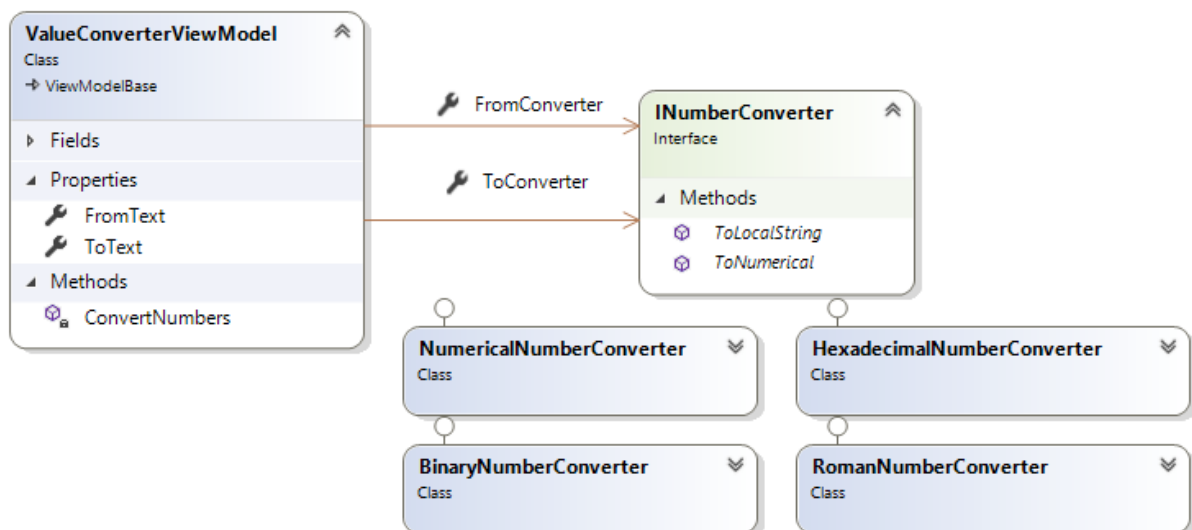 ValueConverterViewModel
Class
ViewModelBase
Fields
Properties
FromText
ToText
Methods
ConvertNumbers
FromConverter
ToConverter
INumberConverter
Interface
Methods
ToLocalString
ToNumerical
NumericalNumberConverter
Class
HexadecimalNumberConverter
Class
BinaryNumberConverter
Class
RomanNumberConverter
Class